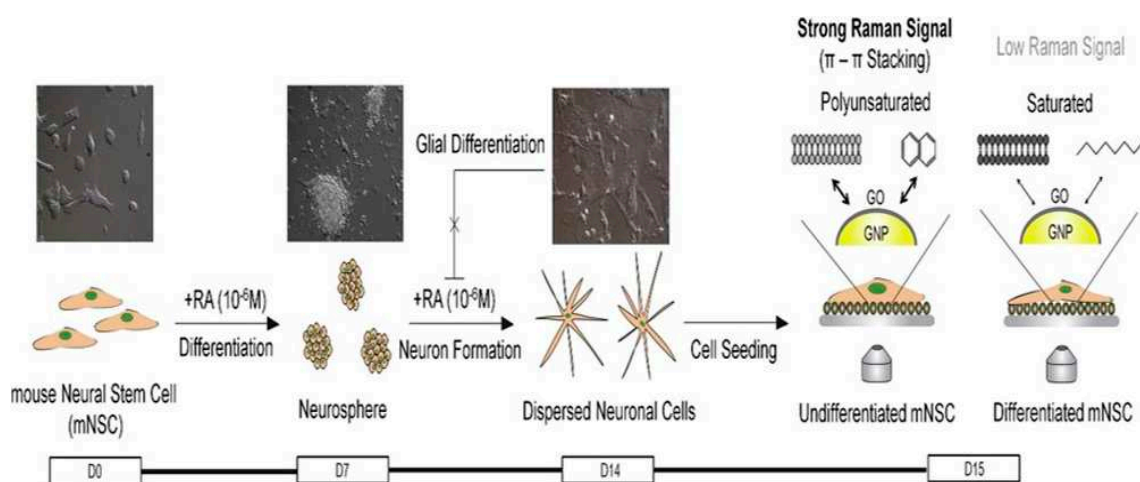 Strong Raman Signal
(π – π Stacking)
Low Raman Signal
Polyunsaturated
Saturated
Glial Differentiation
GO
GNP
GO
GNP
+RA (10⁻⁶M)
Differentiation
+RA (10⁻⁶M)
Neuron Formation
Cell Seeding
mouse Neural Stem Cell
(mNSC)
Neurosphere
Dispersed Neuronal Cells
Undifferentiated mNSC
Differentiated mNSC
D0
D7
D14
D15